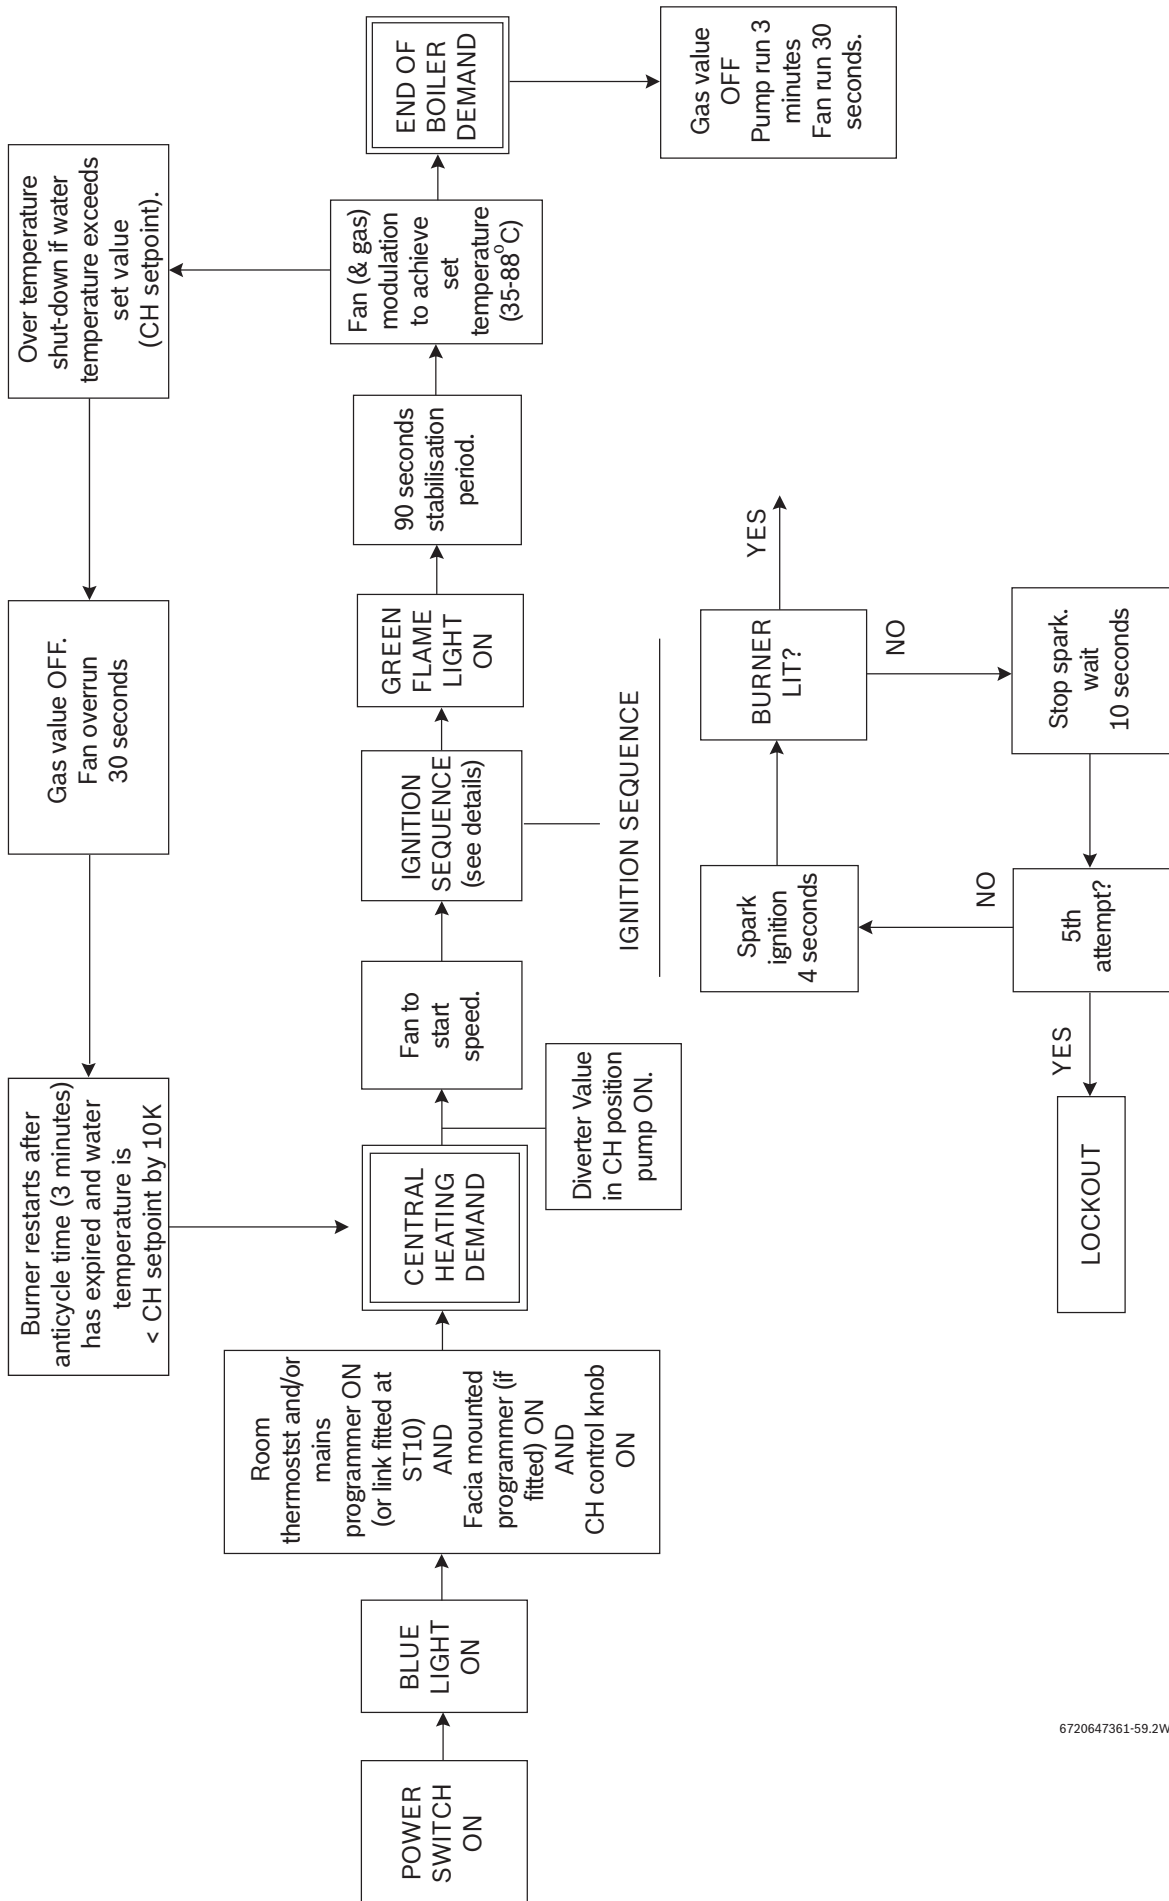 Over temperature
shut-down if water
temperature exceeds
set value
(CH setpoint).
Gas value OFF.
Fan overrun
30 seconds
Burner restarts after
anticycle time (3 minutes)
has expired and water
temperature is
< CH setpoint by 10K
POWER
SWITCH
ON
BLUE
LIGHT
ON
Room
thermostst and/or
mains
programmer ON
(or link fitted at
ST10)
AND
Facia mounted
programmer (if
fitted) ON
AND
CH control knob
ON
CENTRAL
HEATING
DEMAND
Diverter Value
in CH position
pump ON.
Fan to
start
speed.
IGNITION
SEQUENCE
(see details)
GREEN
FLAME
LIGHT
ON
90 seconds
stabilisation
period.
Fan (& gas)
modulation
to achieve
set
temperature
(35-88⁰C)
END OF
BOILER
DEMAND
Gas value
OFF
Pump run 3
minutes
Fan run 30
seconds.
IGNITION SEQUENCE
Spark
ignition
4 seconds
BURNER
LIT?
YES
NO
Stop spark.
wait
10 seconds
5th
attempt?
NO
YES
LOCKOUT
6720647361-59.2W